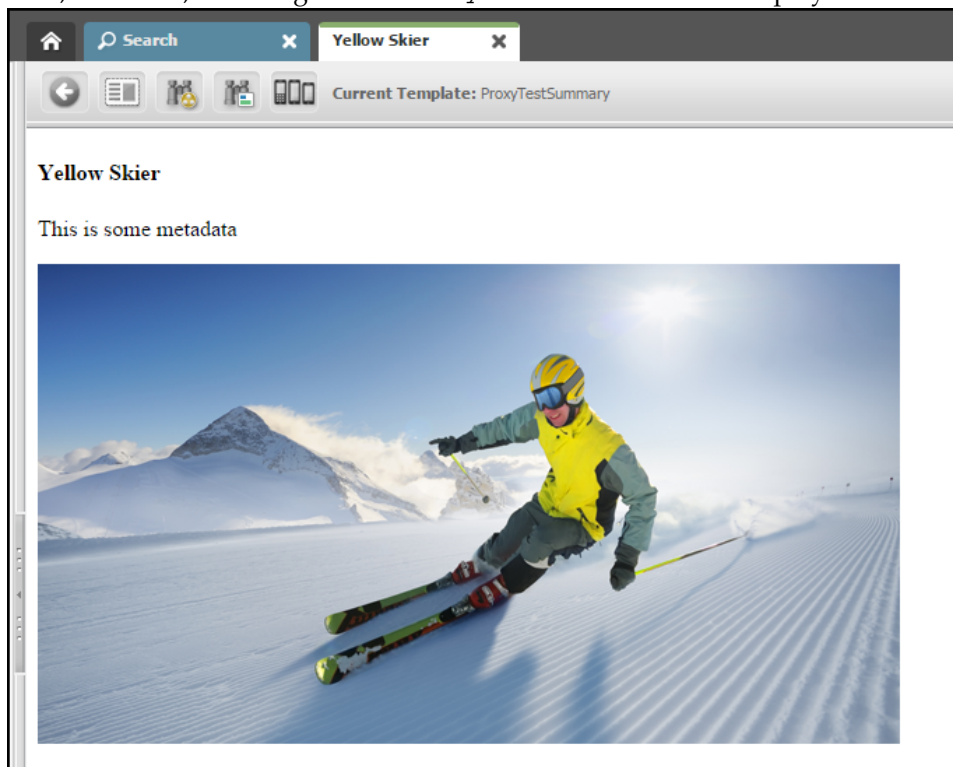 Search
Yellow Skier
Current Template: ProxyTestSummary
Yellow Skier
This is some metadata